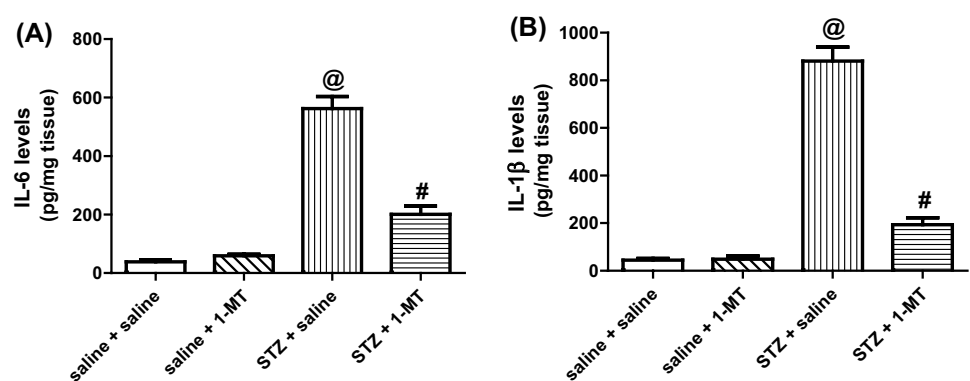 (A)
IL-6 levels
(pg/mg tissue)
800
600
400
200
0
@
#
saline + saline
saline + 1-MT
STZ + saline
STZ + 1-MT
(B)
IL-1β levels
(pg/mg tissue)
1000
800
600
400
200
0
@
#
saline + saline
saline + 1-MT
STZ + saline
STZ + 1-MT